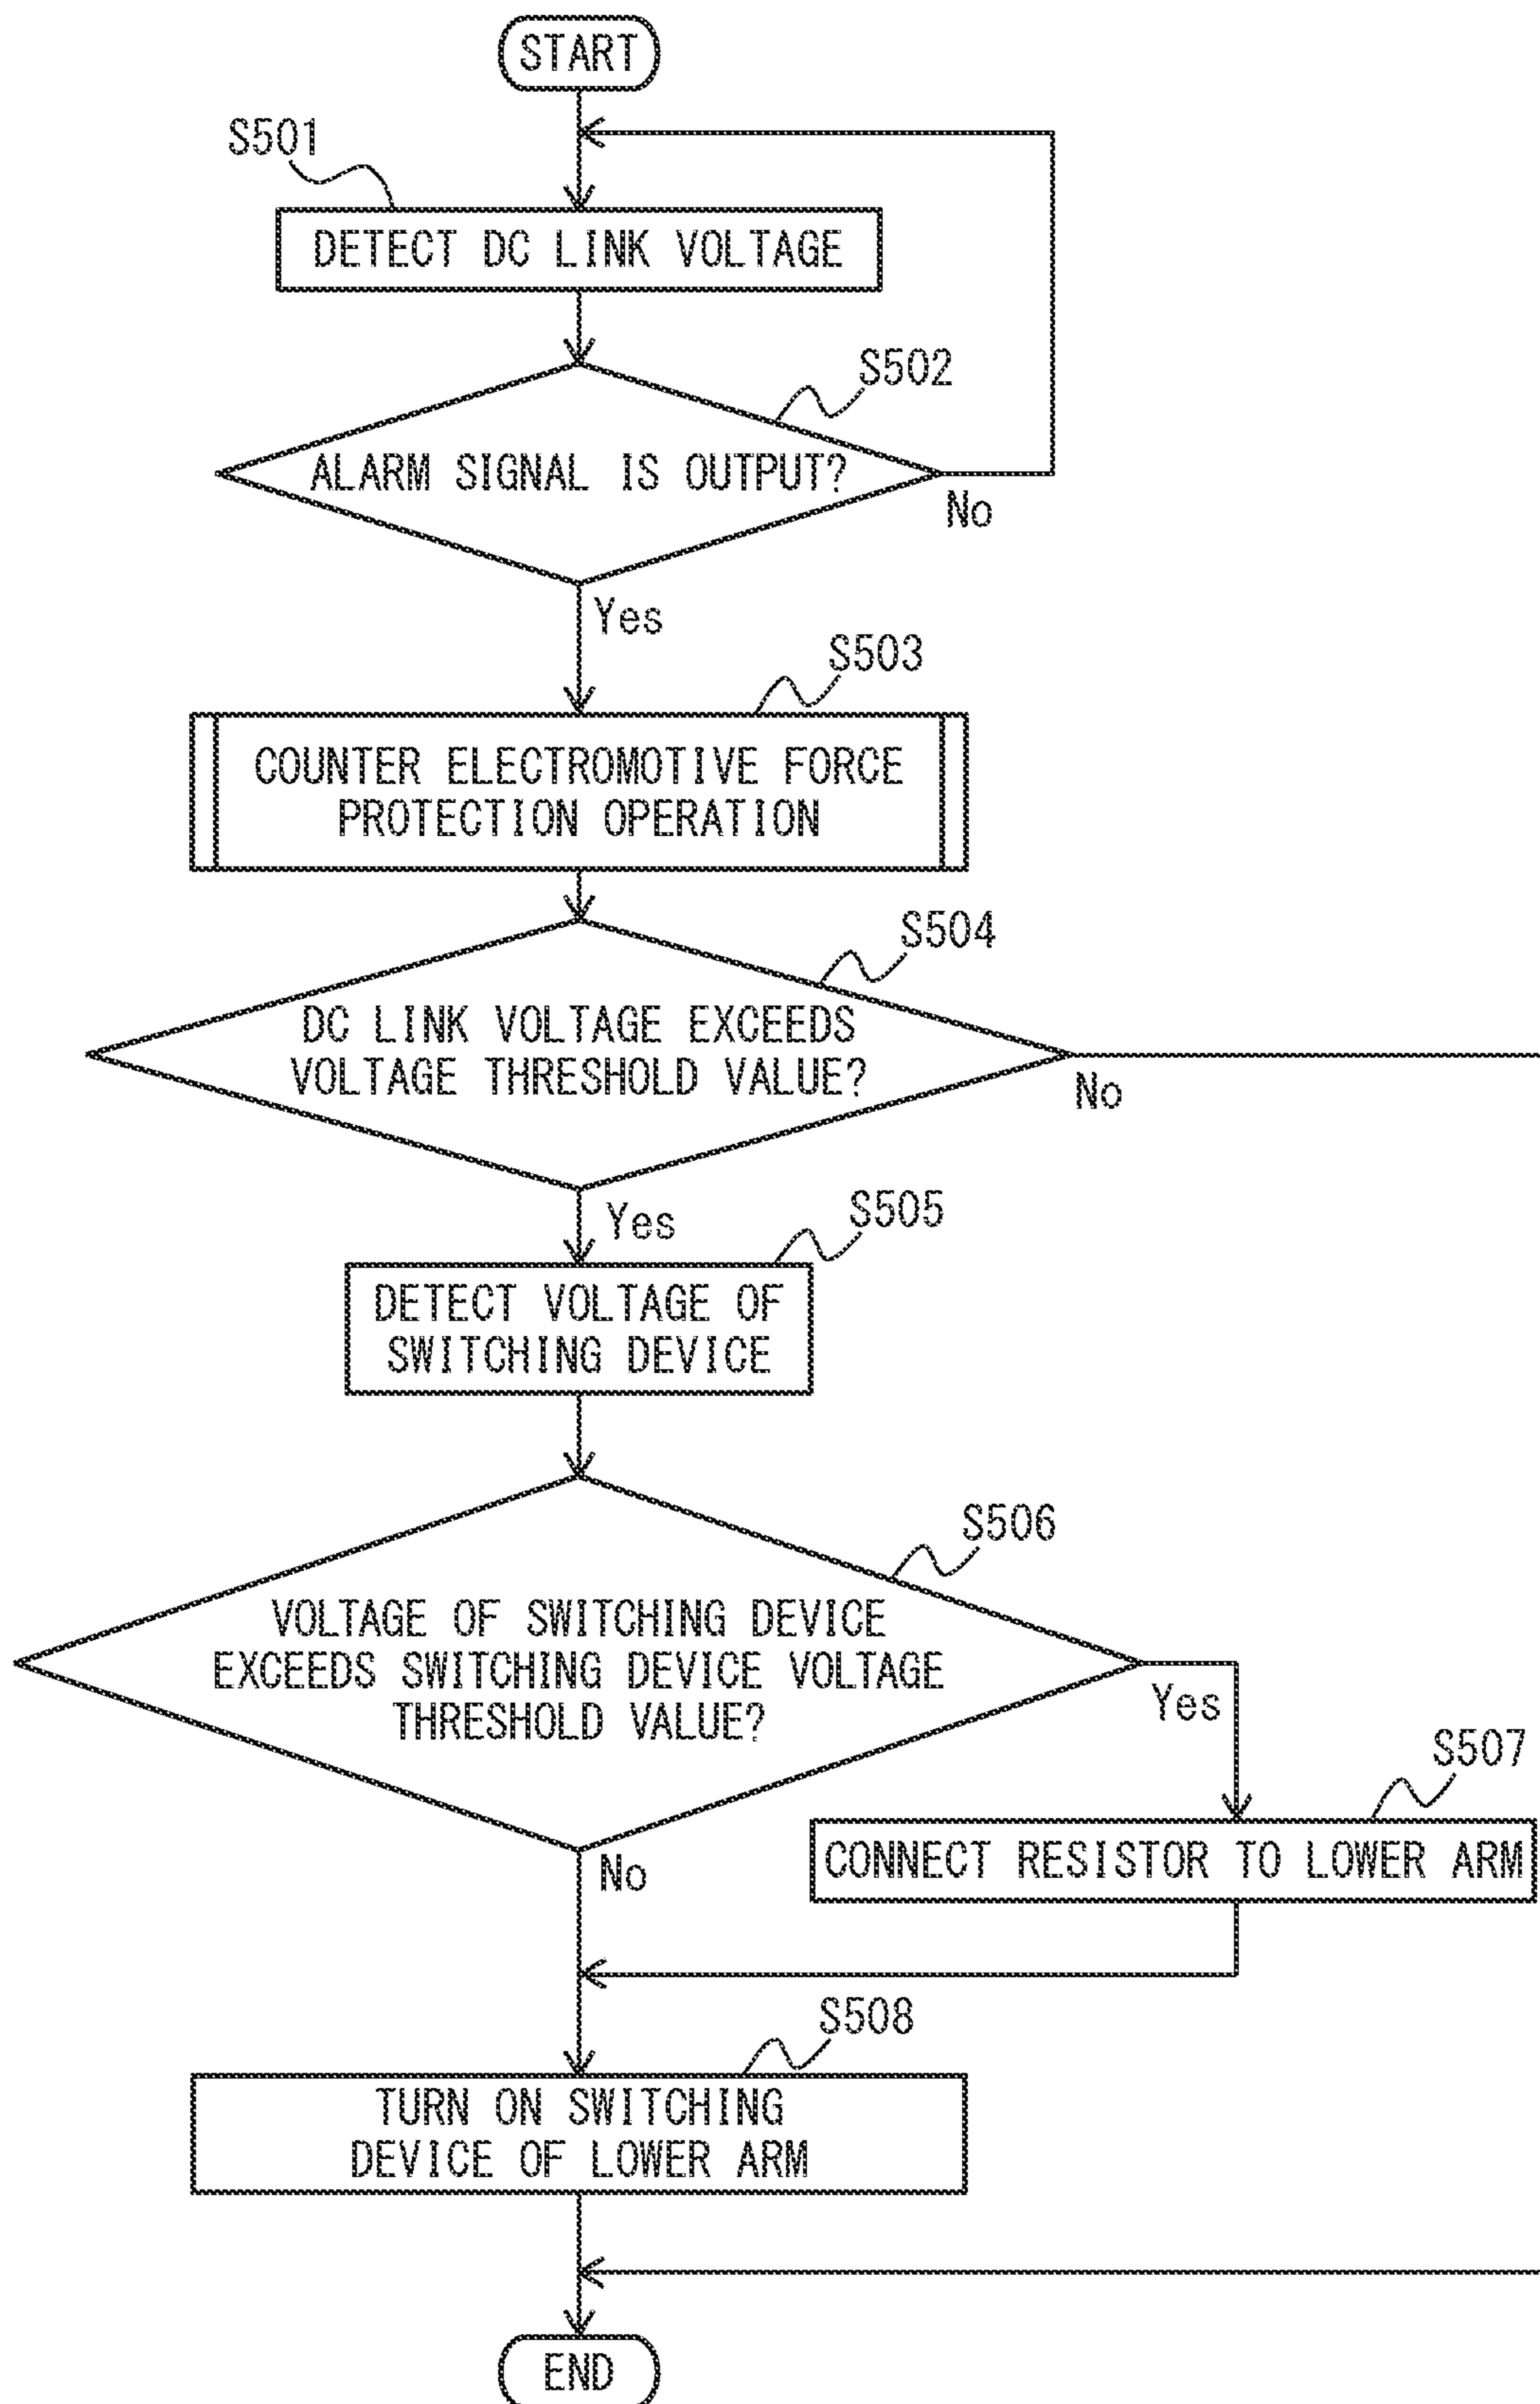 START
S501
DETECT DC LINK VOLTAGE
S502
ALARM SIGNAL IS OUTPUT?
No
Yes
S503
COUNTER ELECTROMOTIVE FORCE
PROTECTION OPERATION
S504
DC LINK VOLTAGE EXCEEDS
VOLTAGE THRESHOLD VALUE?
No
Yes
S505
DETECT VOLTAGE OF
SWITCHING DEVICE
S506
VOLTAGE OF SWITCHING DEVICE
EXCEEDS SWITCHING DEVICE VOLTAGE
THRESHOLD VALUE?
Yes
S507
CONNECT RESISTOR TO LOWER ARM
No
S508
TURN ON SWITCHING
DEVICE OF LOWER ARM
END